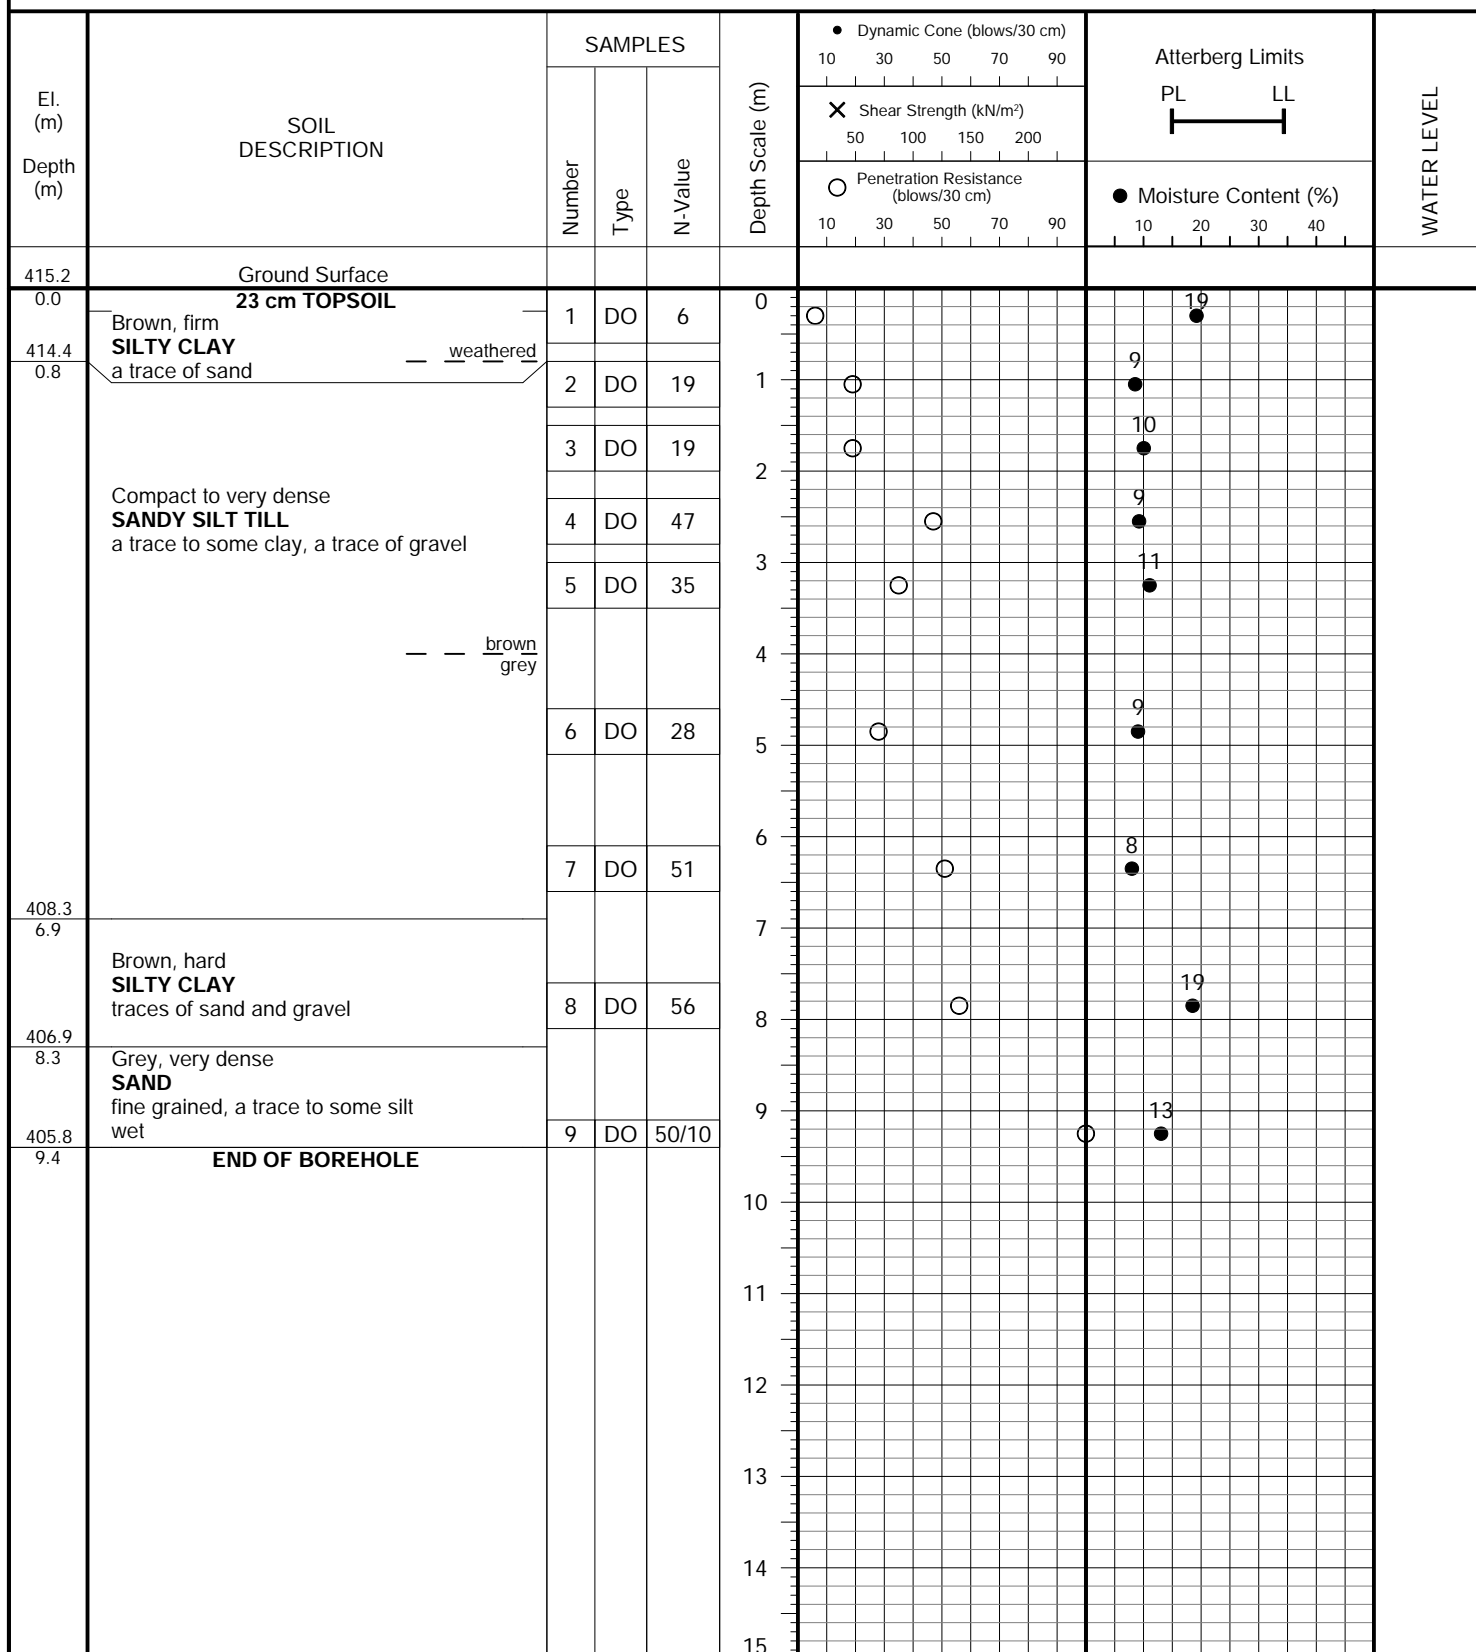 El.
(m)
Depth
(m)
SOIL
DESCRIPTION
SAMPLES
Number
Type
N-Value
Depth Scale (m)
Dynamic Cone (blows/30 cm)
10 30 50 70 90
Shear Strength (kN/m²)
50 100 150 200
Penetration Resistance
(blows/30 cm)
10 30 50 70 90
Atterberg Limits
PL LL
Moisture Content (%)
10 20 30 40
WATER LEVEL
415.2 Ground Surface
0.0 23 cm TOPSOIL 0
Brown, firm
1 DO 6 19
414.4 SILTY CLAY weathered
0.8 a trace of sand
2 DO 19 1 9
3 DO 19 10
2
Compact to very dense
SANDY SILT TILL
4 DO 47 9
a trace to some clay, a trace of gravel
3
5 DO 35 11
brown
4
grey
6 DO 28 9
5
6
7 DO 51 8
408.3
6.9
7
Brown, hard
SILTY CLAY
traces of sand and gravel
8 DO 56 19
8
406.9
8.3 Grey, very dense
SAND
fine grained, a trace to some silt
9
wet
405.8 9 DO 50/10 13
9.4 END OF BOREHOLE
10
11
12
13
14
15